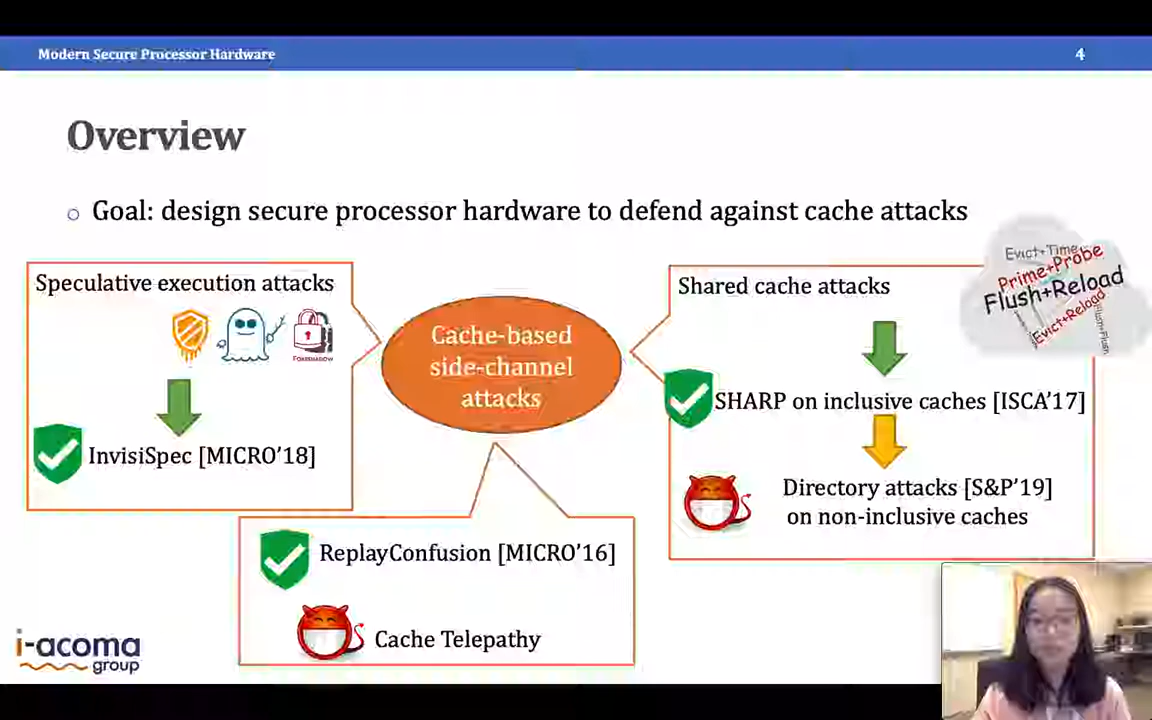 Modern Secure Processor Hardware
4
Overview
Goal: design secure processor hardware to defend against cache attacks
Speculative execution attacks
FORESHADOW
InvisiSpec [MICRO'18]
Cache-based
side-channel
attacks
Shared cache attacks
Evict+Time
Prime+Probe
Flush+Reload
Evict+Reload
Flush+Flush
SHARP on inclusive caches [ISCA'17]
Directory attacks [S&P'19]
on non-inclusive caches
ReplayConfusion [MICRO'16]
Cache Telepathy
i-acoma
group